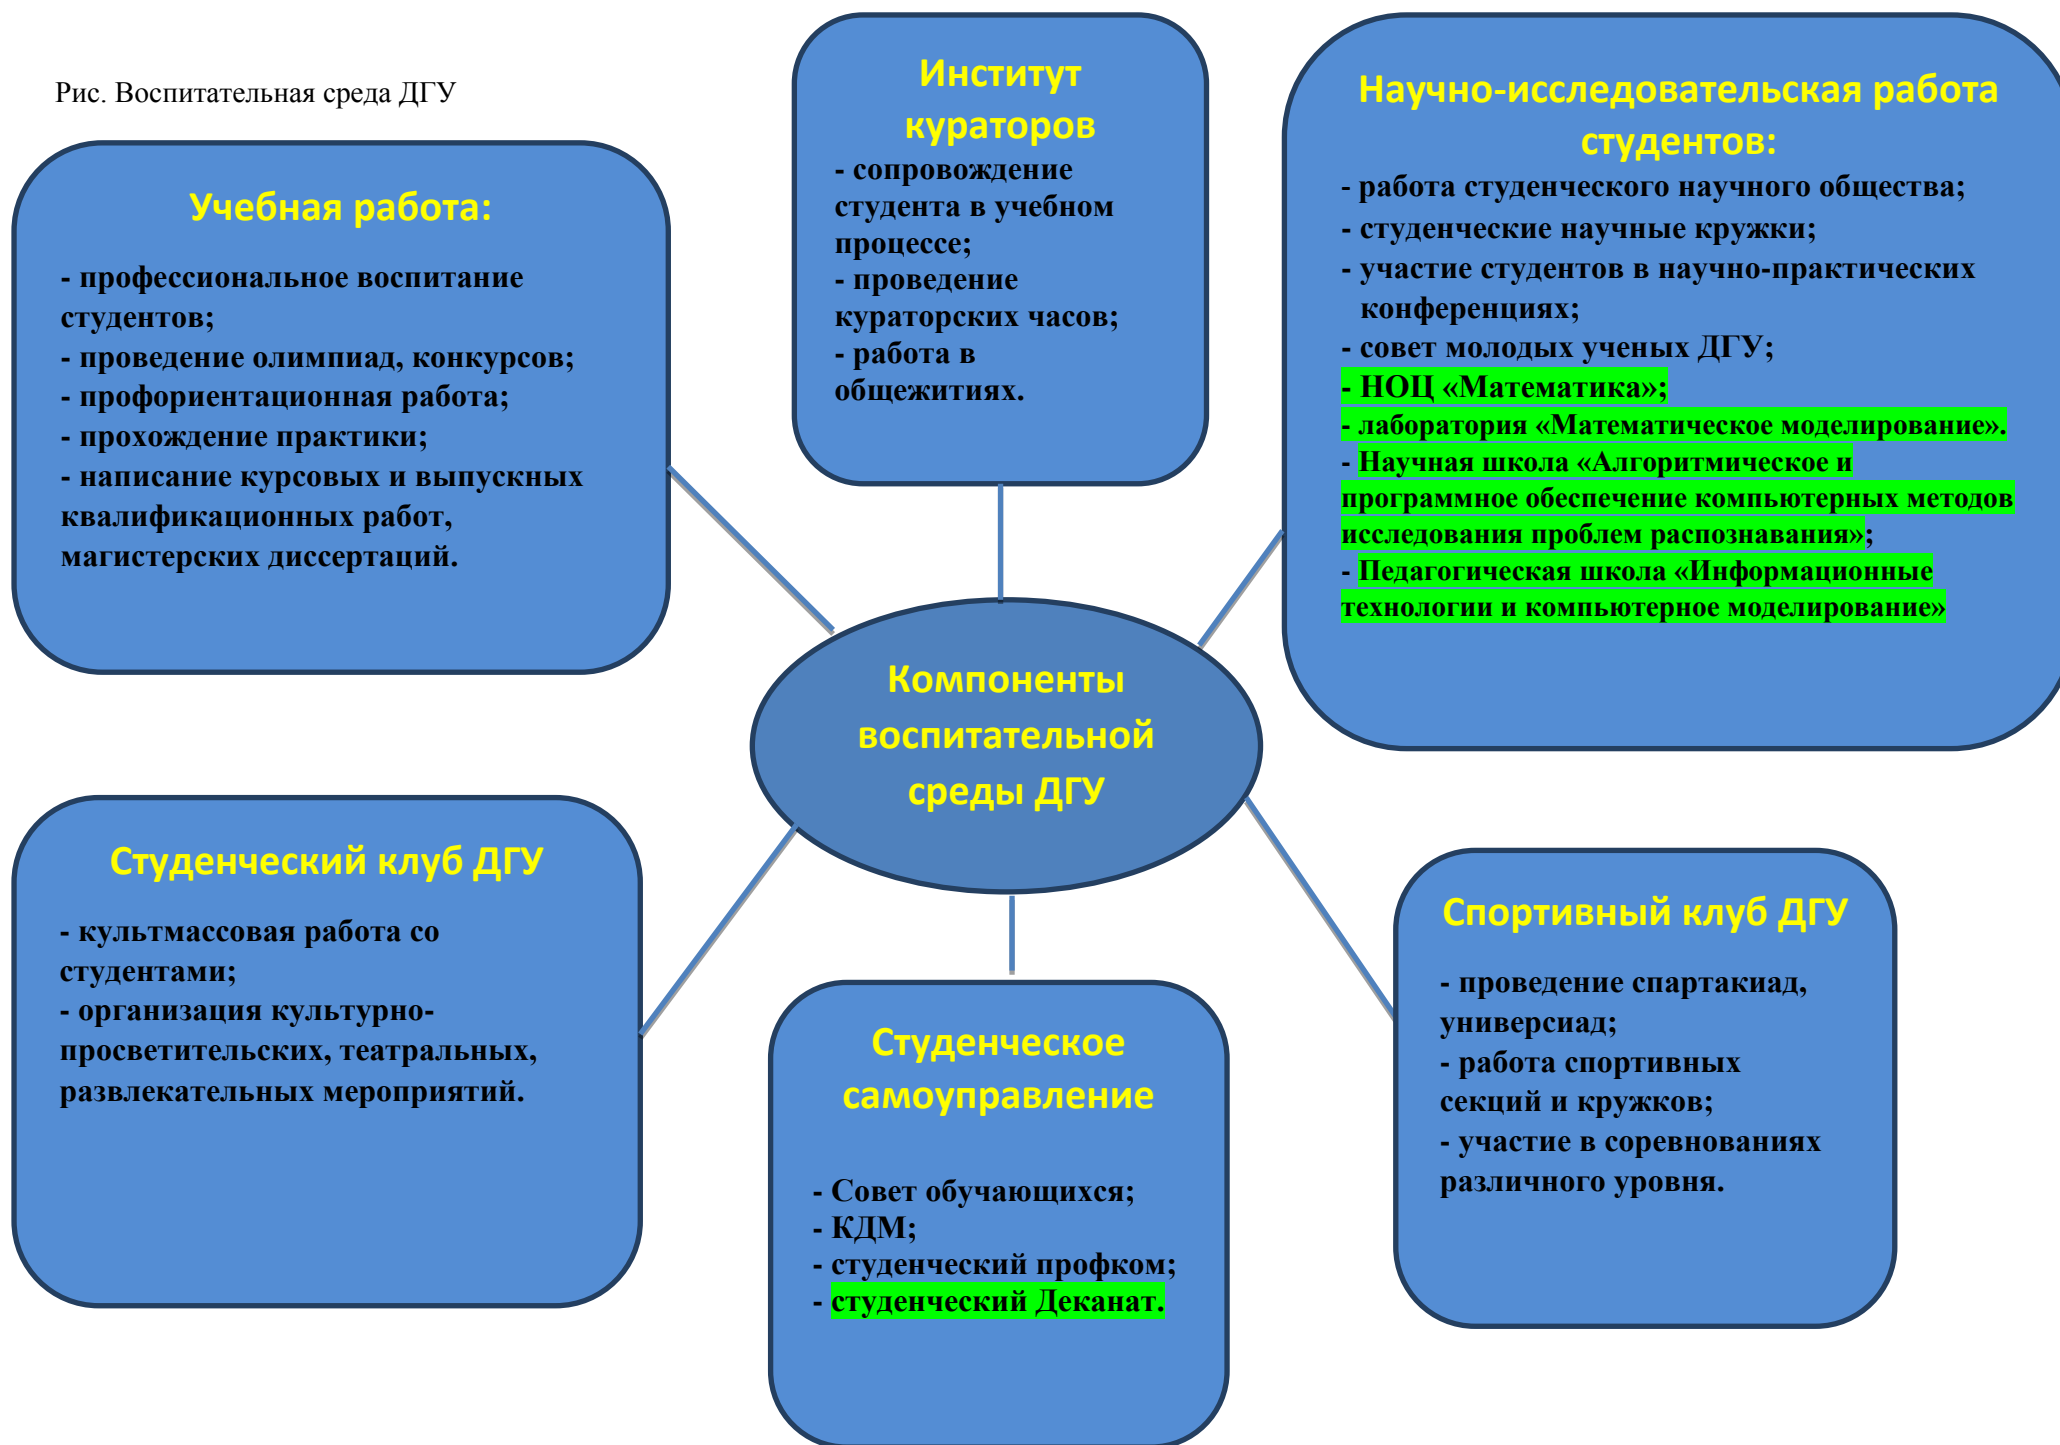 Рис. Воспитательная среда ДГУ
Учебная работа:
- профессиональное воспитание
студентов;
- проведение олимпиад, конкурсов;
- профориентационная работа;
- прохождение практики;
- написание курсовых и выпускных
квалификационных работ,
магистерских диссертаций.
Институт
кураторов
- сопровождение
студента в учебном
процессе;
- проведение
кураторских часов;
- работа в
общежитиях.
Научно-исследовательская работа
студентов:
- работа студенческого научного общества;
- студенческие научные кружки;
- участие студентов в научно-практических
конференциях;
- совет молодых ученых ДГУ;
- НОЦ «Математика»;
- лаборатория «Математическое моделирование».
- Научная школа «Алгоритмическое и
программное обеспечение компьютерных методов
исследования проблем распознавания»;
- Педагогическая школа «Информационные
технологии и компьютерное моделирование»
Компоненты
воспитательной
среды ДГУ
Студенческий клуб ДГУ
- культмассовая работа со
студентами;
- организация культурно-
просветительских, театральных,
развлекательных мероприятий.
Студенческое
самоуправление
- Совет обучающихся;
- КДМ;
- студенческий профком;
- студенческий Деканат.
Спортивный клуб ДГУ
- проведение спартакиад,
универсиад;
- работа спортивных
секций и кружков;
- участие в соревнованиях
различного уровня.